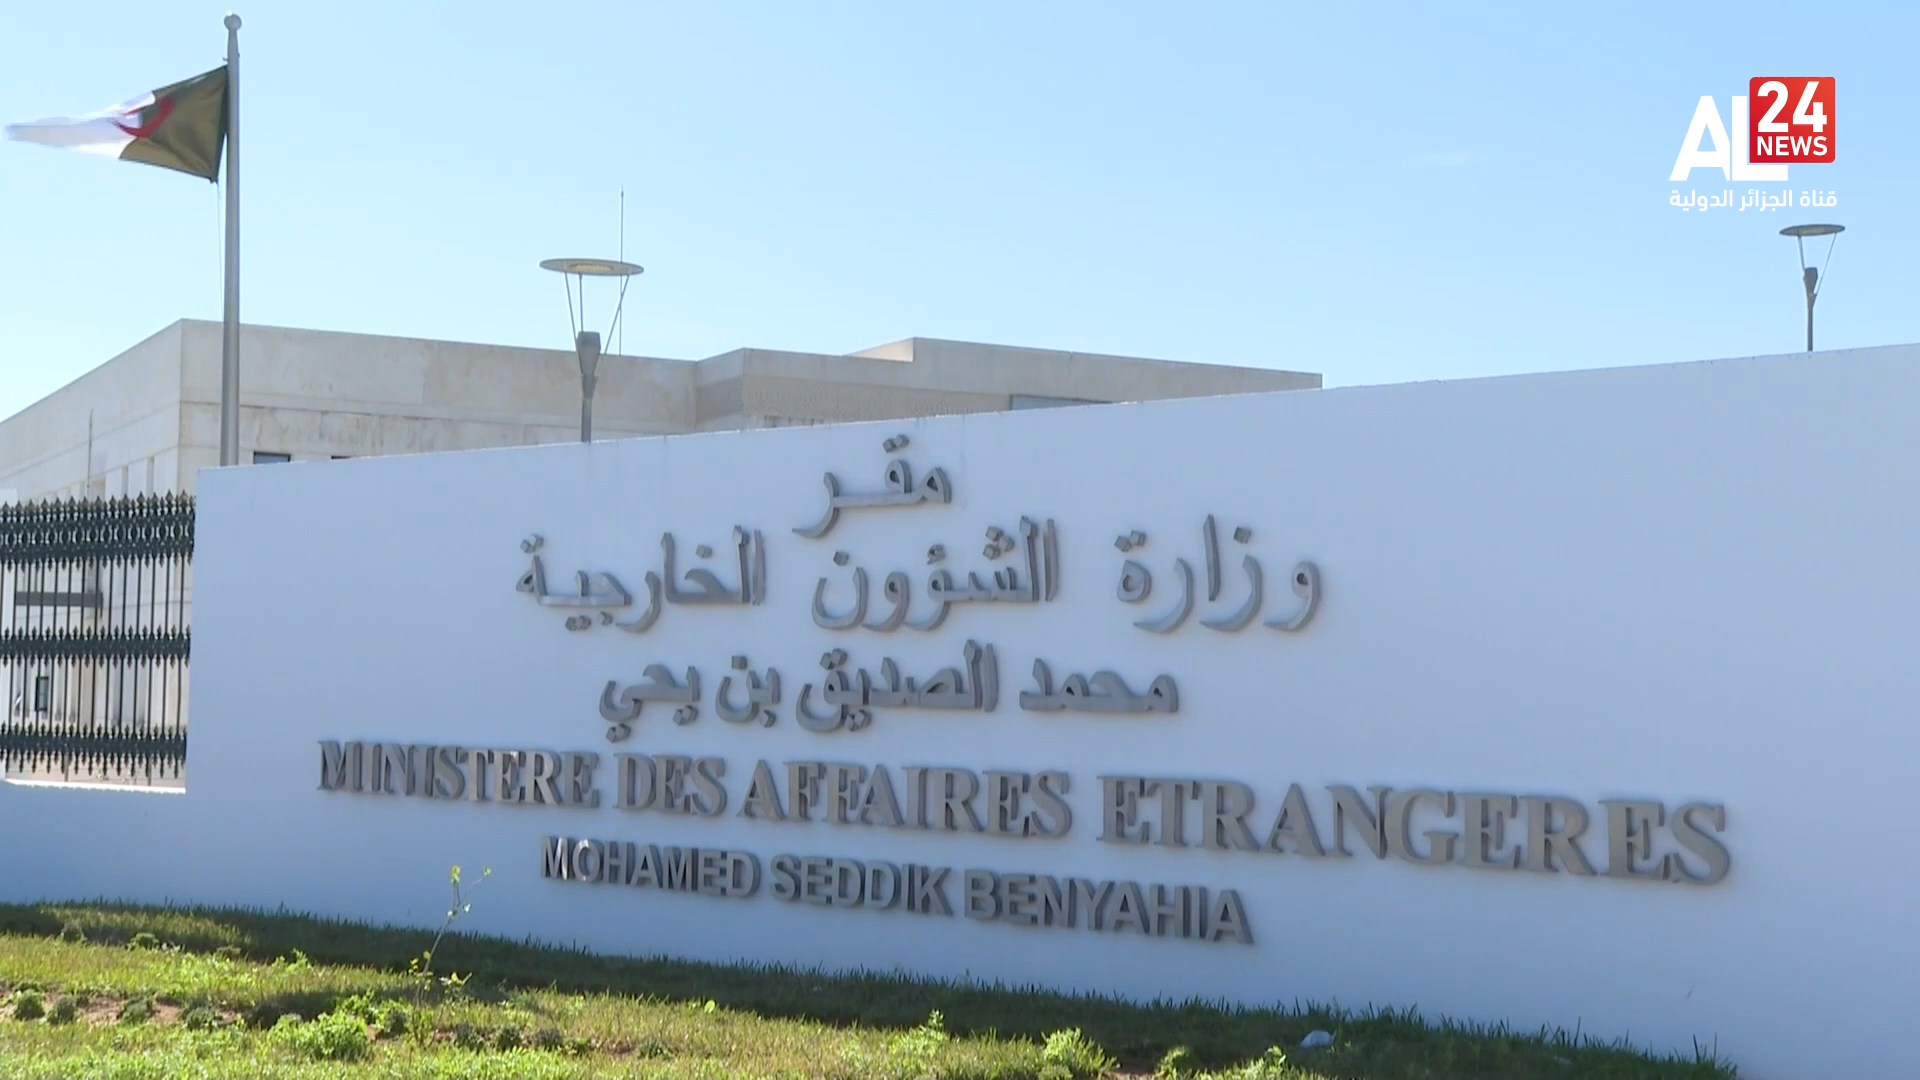 AL
24
NEWS
قناة الجزائر الدولية
مقر
وزارة الشؤون الخارجية
محمد الصديق بن يحي
MINISTERE DES AFFAIRES ETRANGERES
MOHAMED SEDDIK BENYAHIA